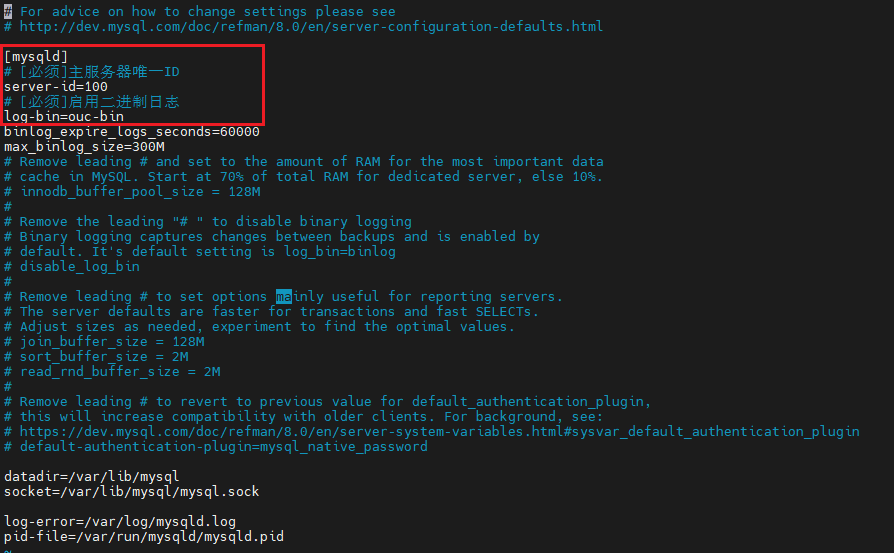 # For advice on how to change settings please see
# http://dev.mysql.com/doc/refman/8.0/en/server-configuration-defaults.html
[mysqld]
# [必须]主服务器唯一ID
server-id=100
# [必须]启用二进制日志
log-bin=ouc-bin
binlog_expire_logs_seconds=60000
max_binlog_size=300M
# Remove leading # and set to the amount of RAM for the most important data
# cache in MySQL. Start at 70% of total RAM for dedicated server, else 10%.
# innodb_buffer_pool_size = 128M
#
# Remove the leading "# " to disable binary logging
# Binary logging captures changes between backups and is enabled by
# default. It's default setting is log_bin=binlog
# disable_log_bin
#
# Remove leading # to set options mainly useful for reporting servers.
# The server defaults are faster for transactions and fast SELECTs.
# Adjust sizes as needed, experiment to find the optimal values.
# join_buffer_size = 128M
# sort_buffer_size = 2M
# read_rnd_buffer_size = 2M
#
# Remove leading # to revert to previous value for default_authentication_plugin,
# this will increase compatibility with older clients. For background, see:
# https://dev.mysql.com/doc/refman/8.0/en/server-system-variables.html#sysvar_default_authentication_plugin
# default-authentication-plugin=mysql_native_password
datadir=/var/lib/mysql
socket=/var/lib/mysql/mysql.sock
log-error=/var/log/mysqld.log
pid-file=/var/run/mysqld/mysqld.pid